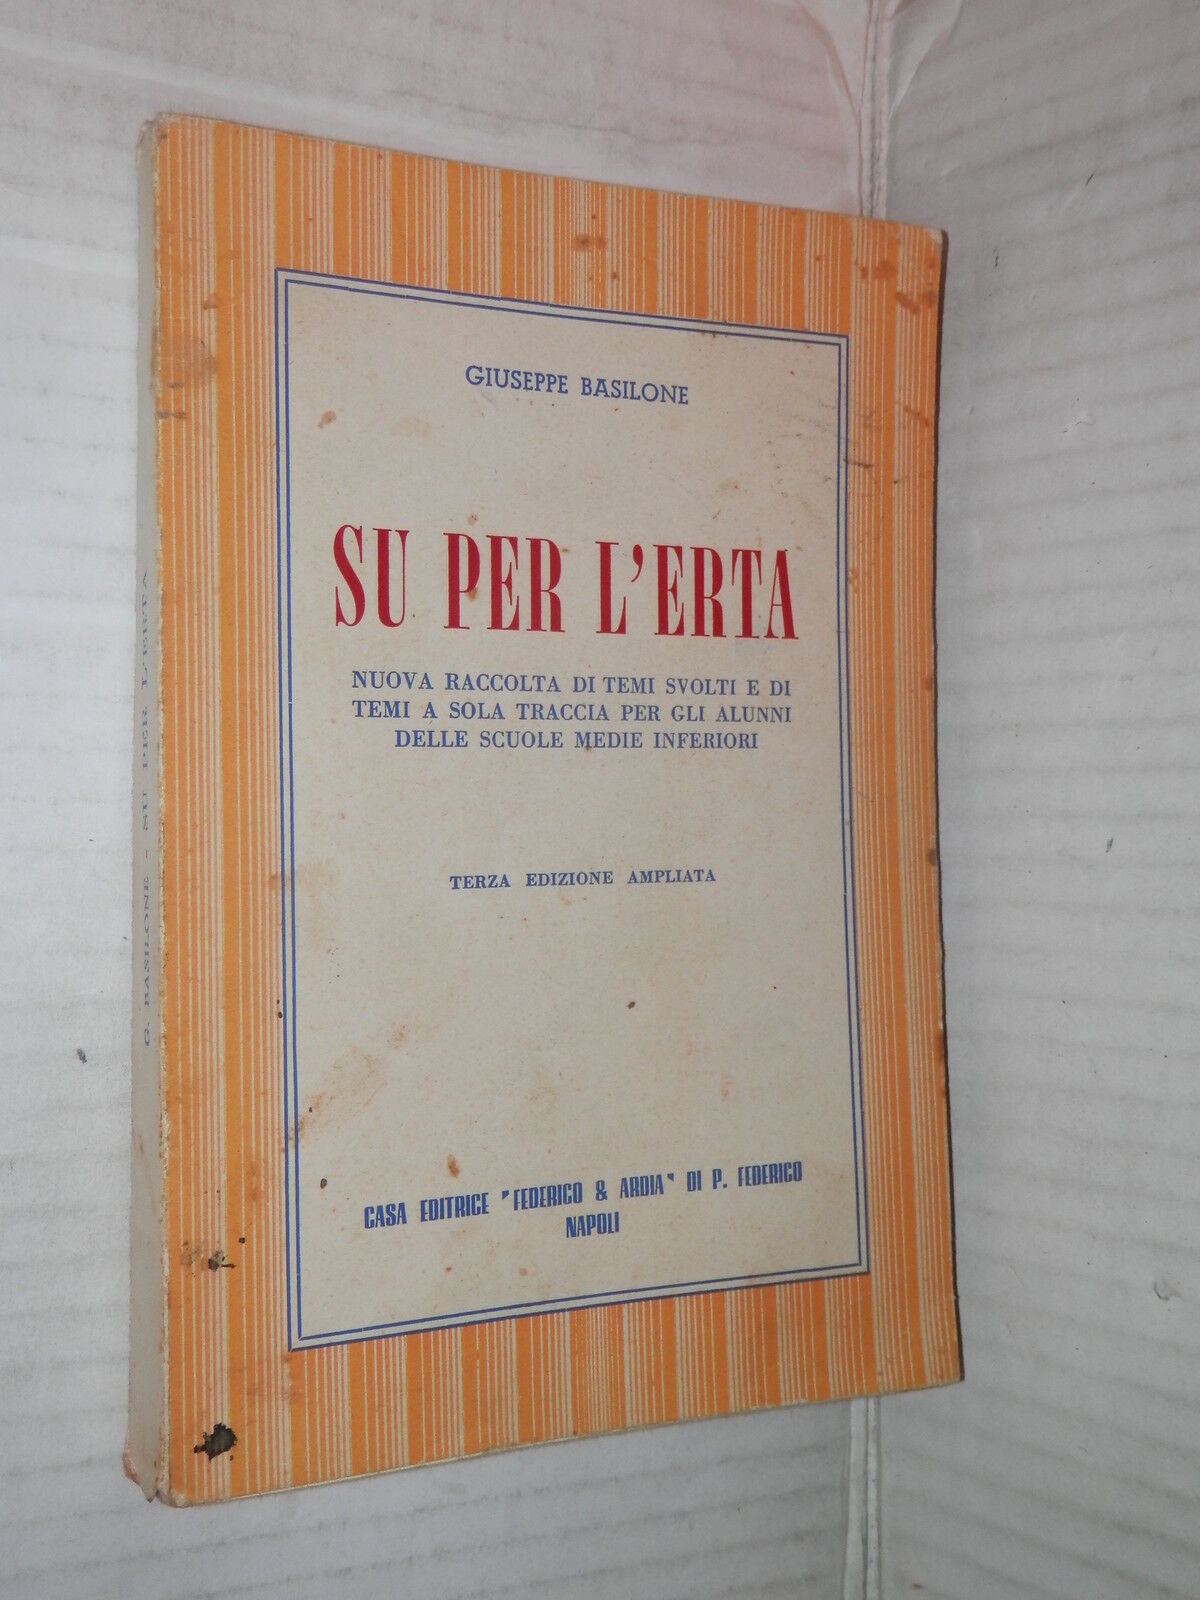 GIUSEPPE BASILONE
SU PER L'ERTA
NUOVA RACCOLTA DI TEMI SVOLTI E DI
TEMI A SOLA TRACCIA PER GLI ALUNNI
DELLE SCUOLE MEDIE INFERIORI
TERZA EDIZIONE AMPLIATA
CASA EDITRICE "FEDERICO & ARDIA" DI P. FEDERICO
NAPOLI
G. BASILONE - SU PER L'ERTA